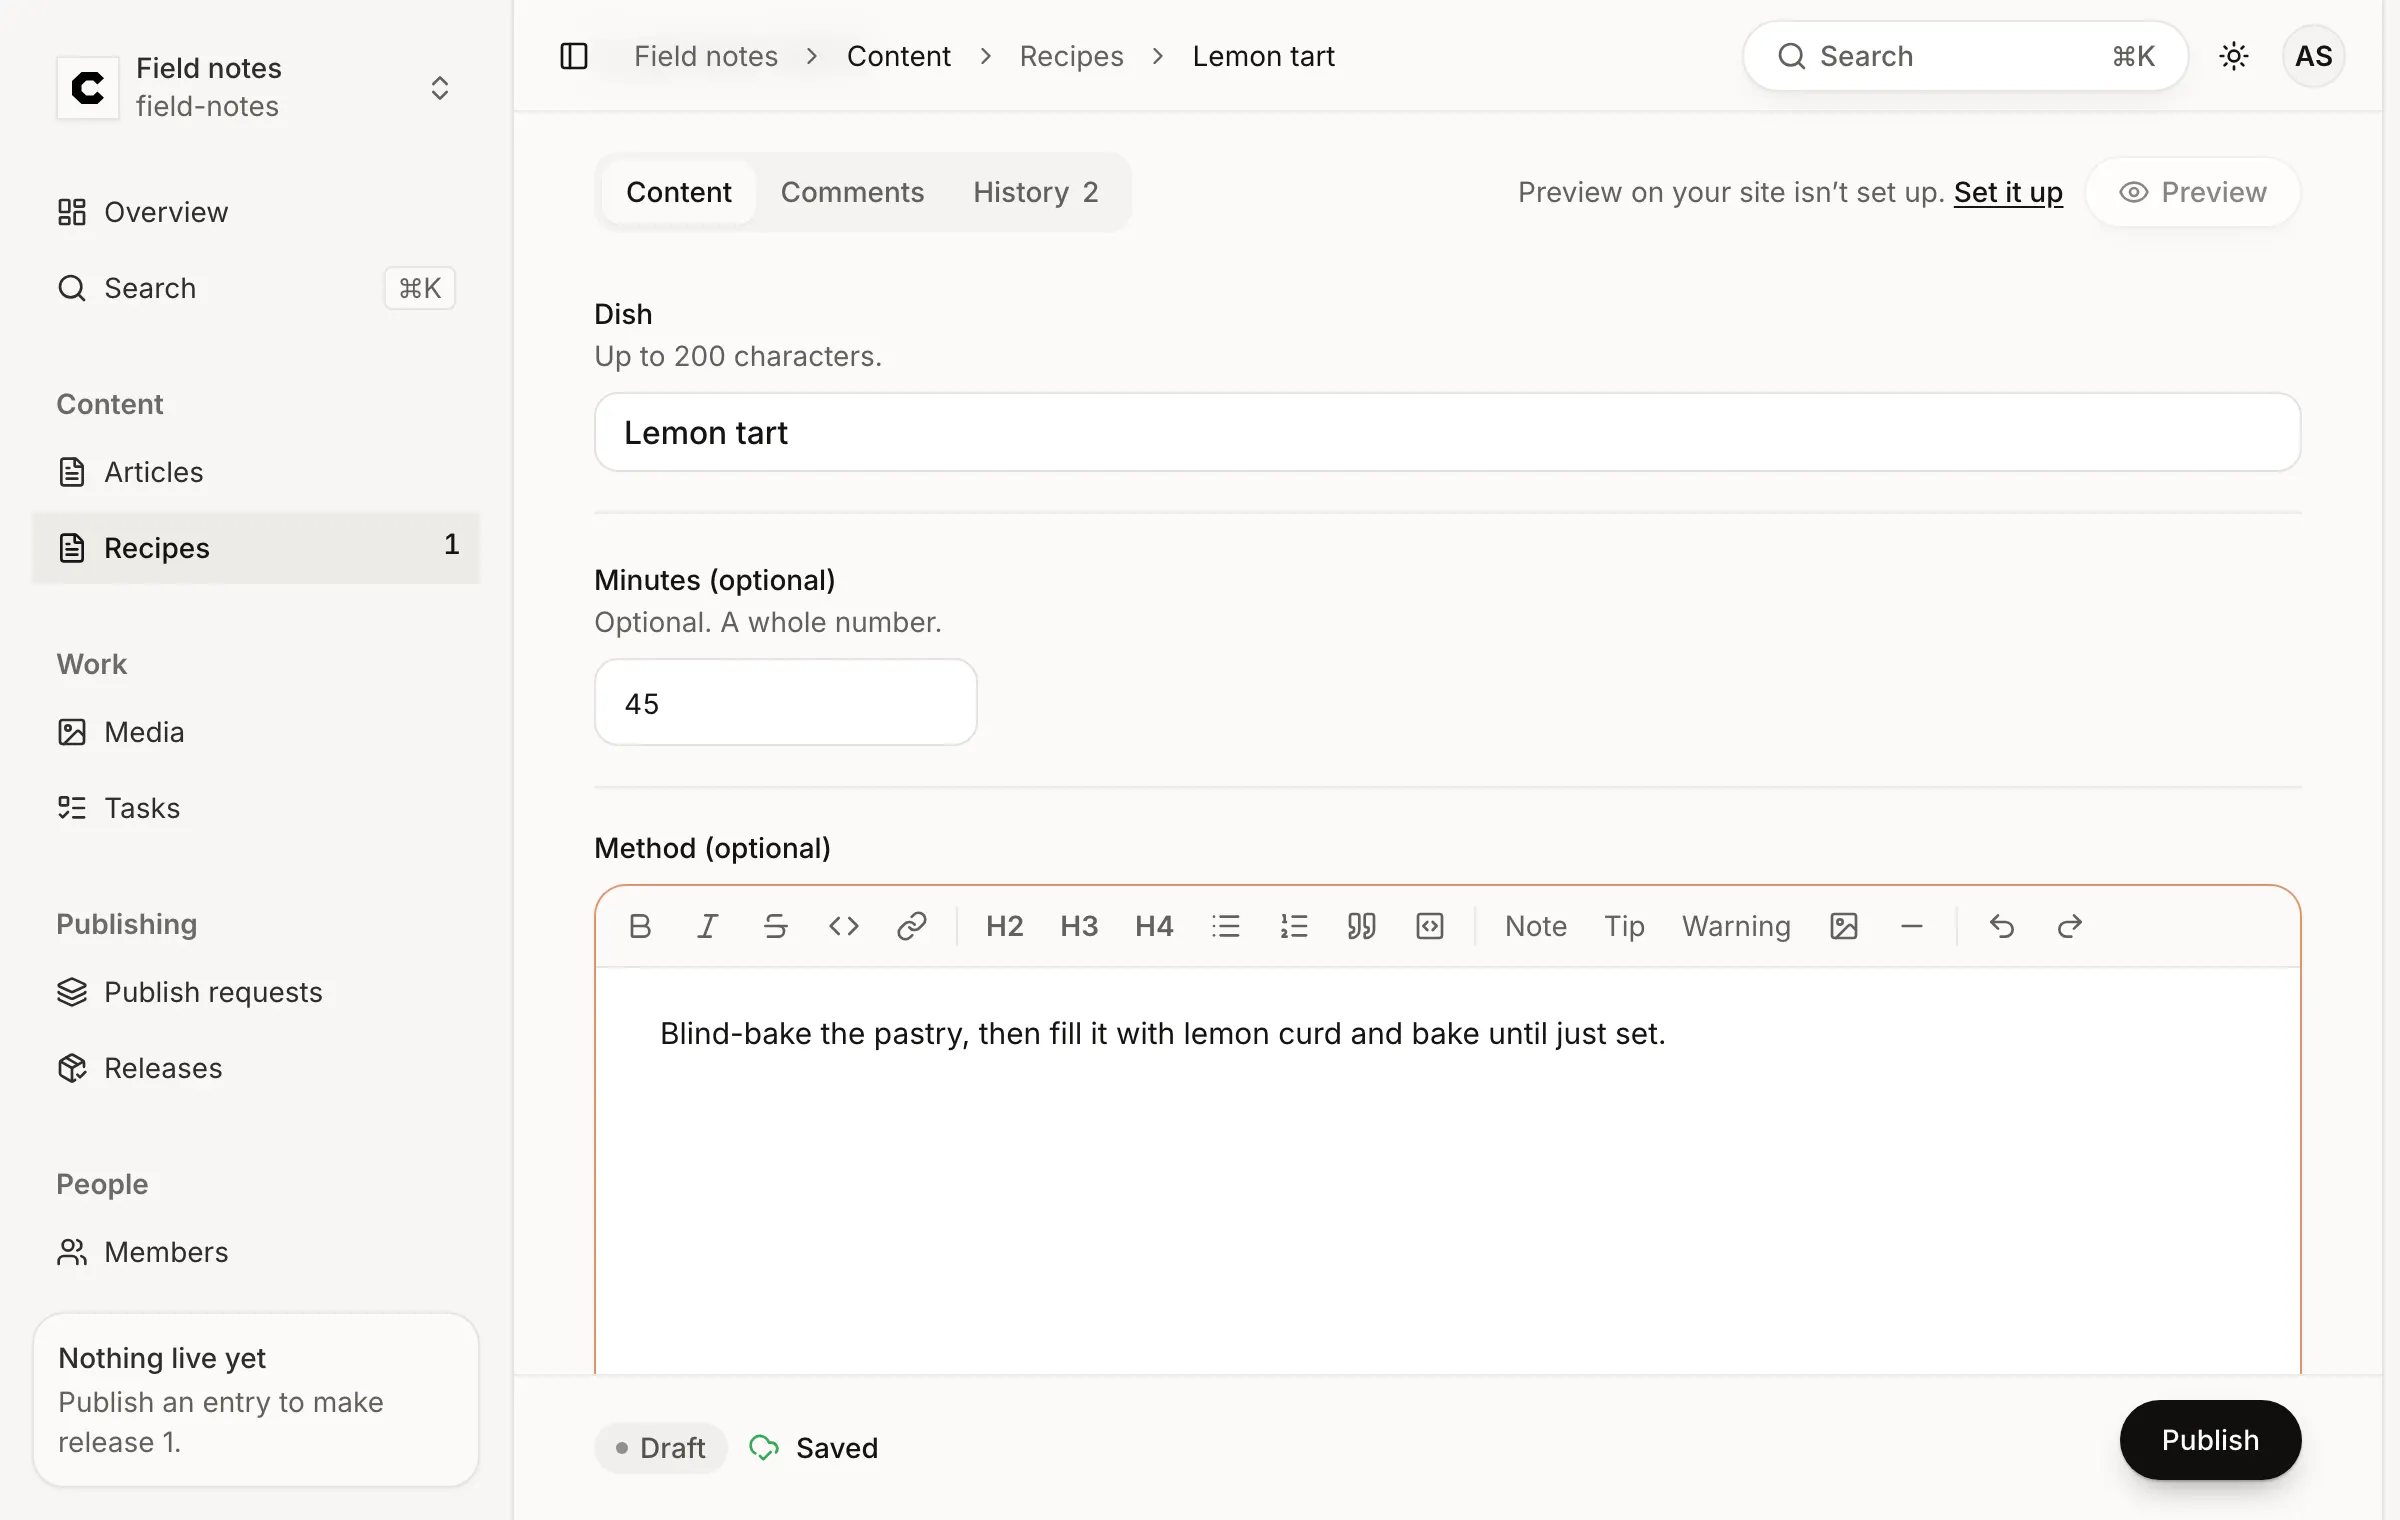 Field notes
field-notes
Overview
Search ⌘K
Content
Articles
Recipes 1
Work
Media
Tasks
Publishing
Publish requests
Releases
People
Members
Nothing live yet
Publish an entry to make
release 1.
Field notes > Content > Recipes > Lemon tart
Search ⌘K
AS
Content Comments History 2
Preview on your site isn’t set up. Set it up Preview
Dish
Up to 200 characters.
Lemon tart
Minutes (optional)
Optional. A whole number.
45
Method (optional)
H2 H3 H4 Note Tip Warning
Blind-bake the pastry, then fill it with lemon curd and bake until just set.
Draft Saved
Publish